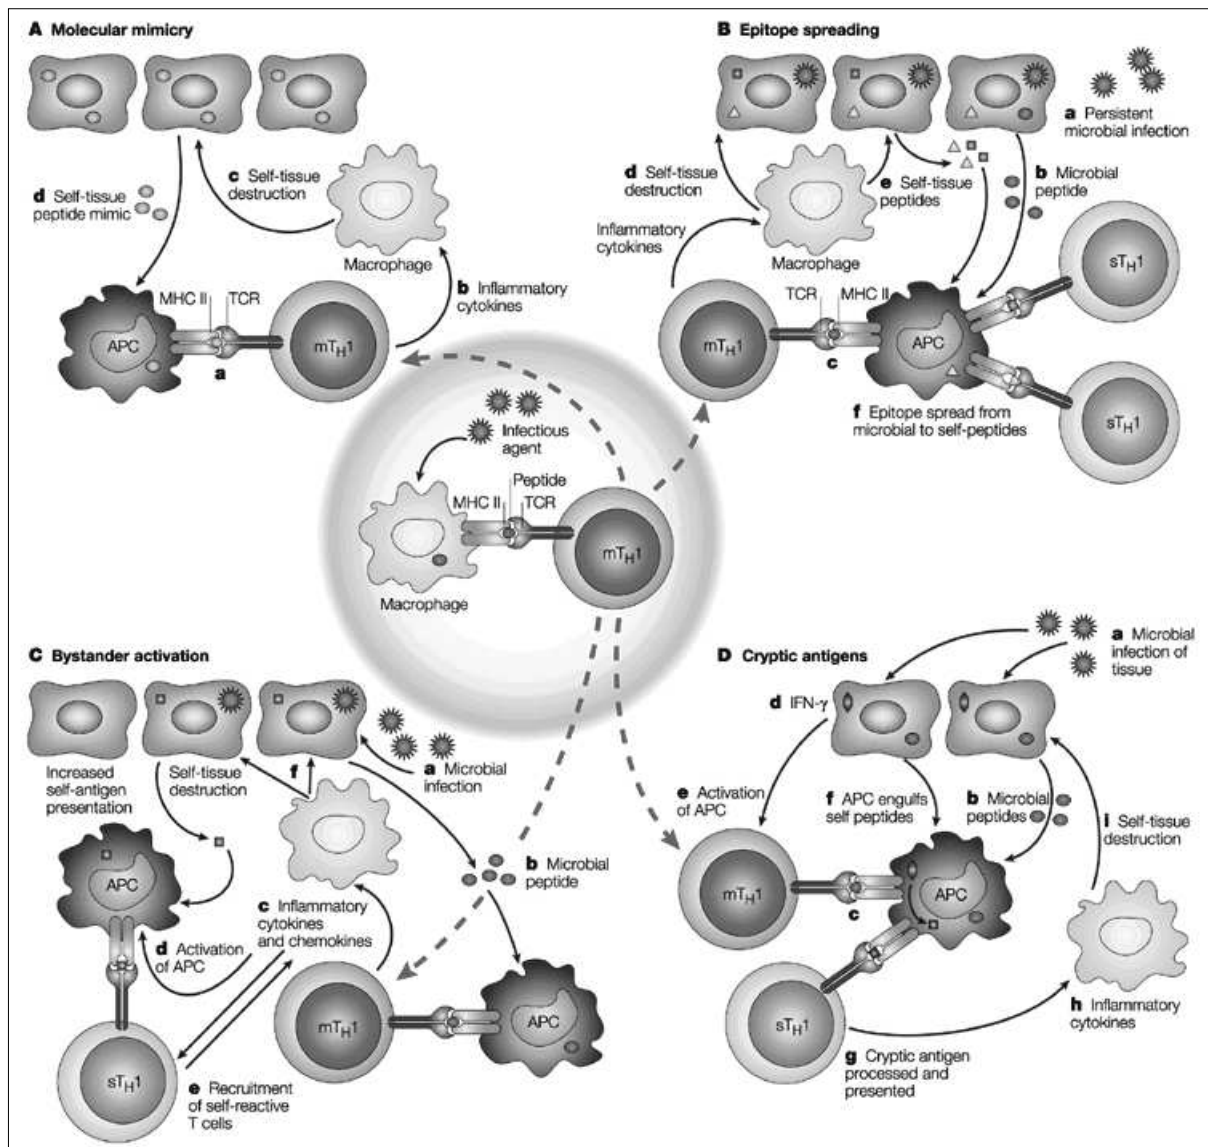 A Molecular mimicry
c Self-tissue
destruction
d Self-tissue
peptide mimic
Macrophage
b Inflammatory
cytokines
MHC II
TCR
APC
a
mTH1
B Epitope spreading
a Persistent
microbial infection
d Self-tissue
destruction
e Self-tissue
peptides
b Microbial
peptide
Inflammatory
cytokines
Macrophage
sTH1
TCR
MHC II
mTH1
c
APC
f Epitope spread from
microbial to self-peptides
sTH1
Infectious
agent
Peptide
MHC II
TCR
mTH1
Macrophage
C Bystander activation
Increased
self-antigen
presentation
Self-tissue
destruction
f
a Microbial
infection
APC
b Microbial
peptide
c Inflammatory
cytokines
and chemokines
d Activation
of APC
mTH1
APC
sTH1
e Recruitment
of self-reactive
T cells
D Cryptic antigens
a Microbial
infection of
tissue
d IFN-γ
e Activation
of APC
f APC engulfs
self peptides
b Microbial
peptides
i Self-tissue
destruction
mTH1
c
APC
sTH1
h Inflammatory
cytokines
g Cryptic antigen
processed and
presented